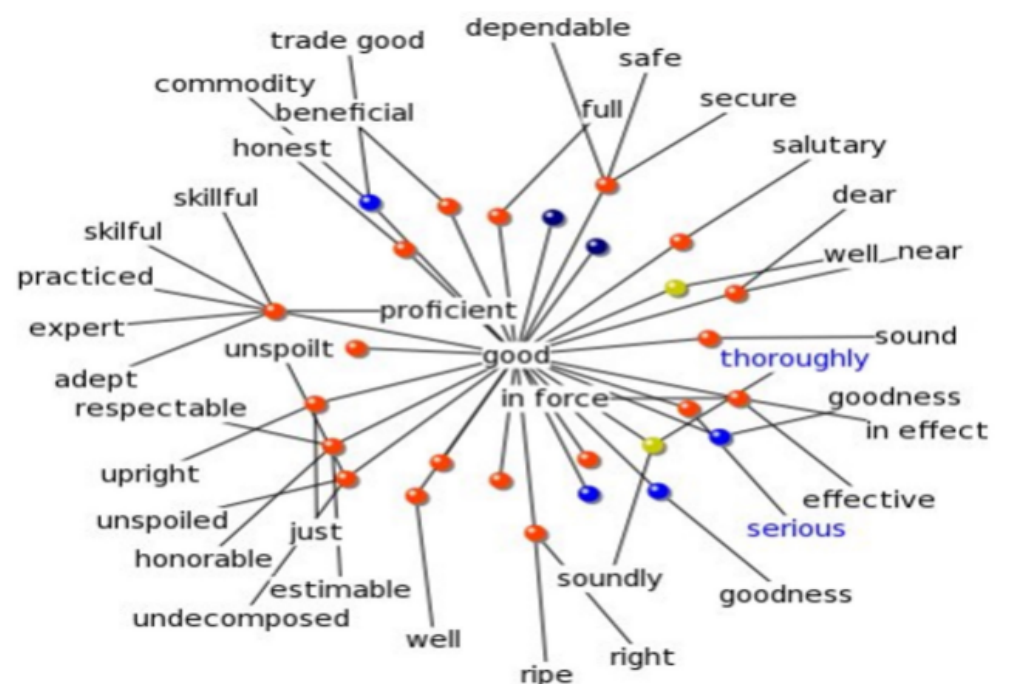 dependable
trade good
safe
commodity
secure
beneficial
full
honest
salutary
skillful
dear
skilful
well
near
practiced
proficient
expert
sound
unspoilt
good
thoroughly
adept
in force
goodness
respectable
in effect
upright
effective
unspoiled
serious
just
honorable
soundly
estimable
goodness
undecomposed
well
right
ripe